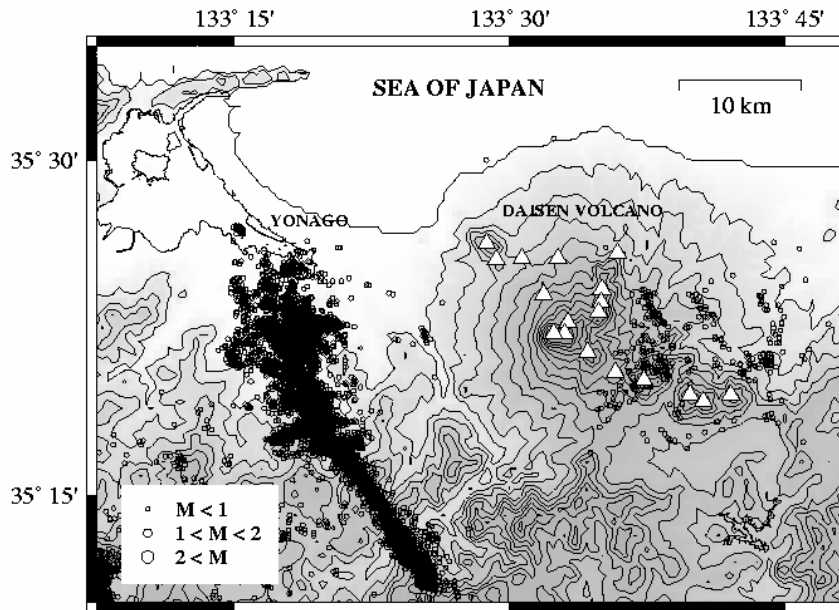 133° 15'
133° 30'
133° 45'
SEA OF JAPAN
10 km
35° 30'
YONAGO
DAISEN VOLCANO
35° 15'
M < 1
1 < M < 2
2 < M